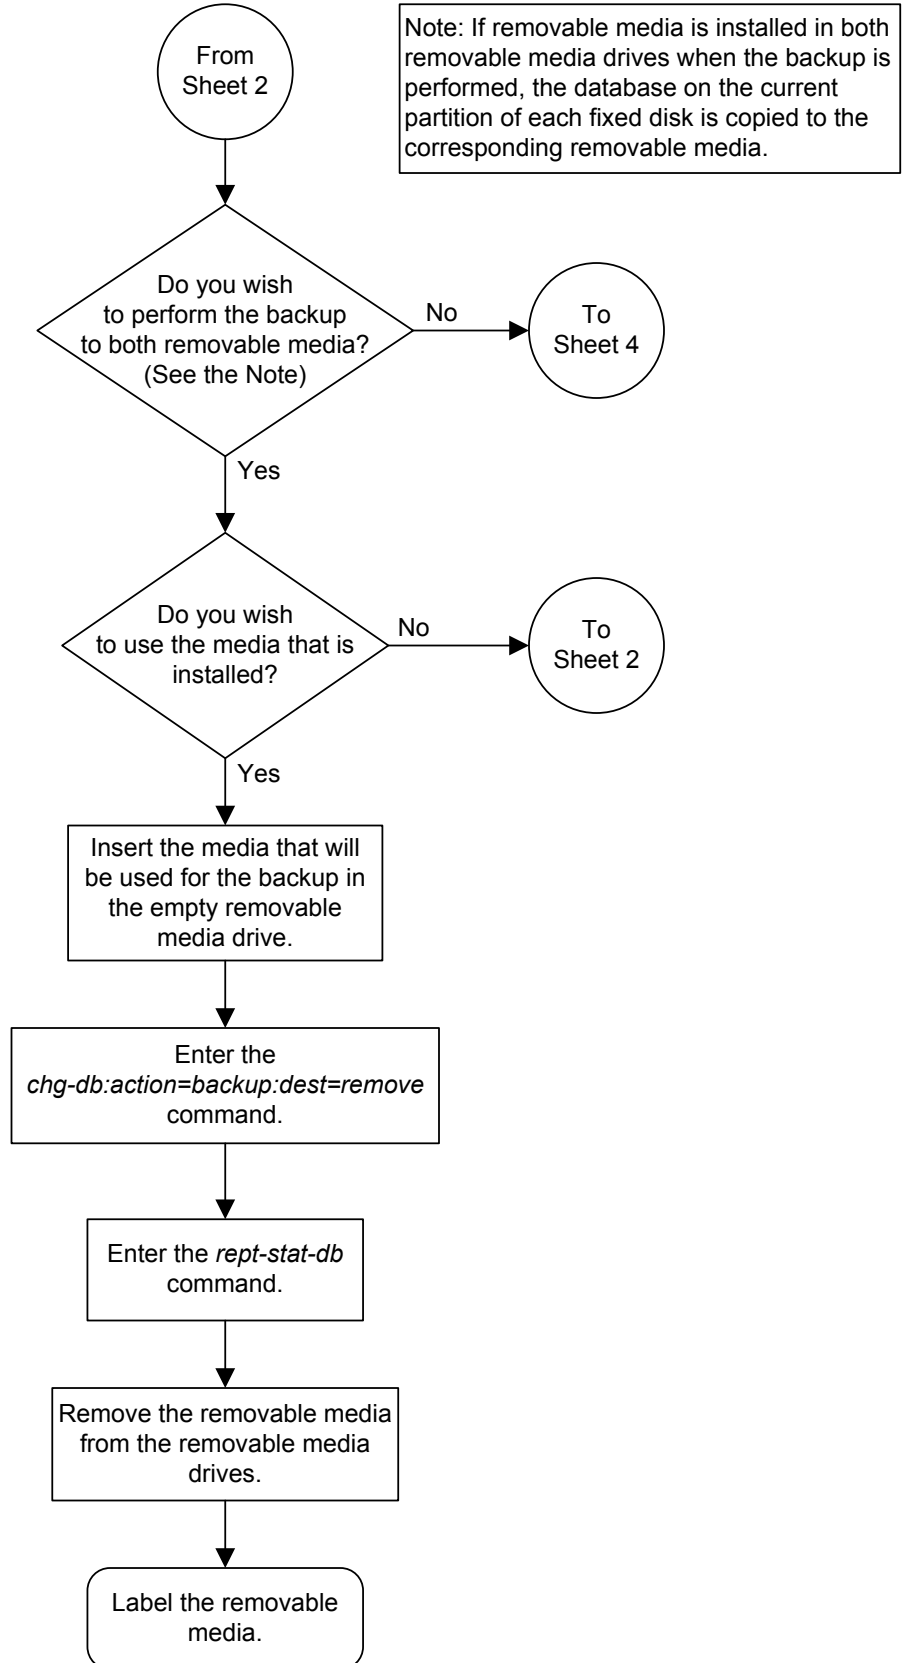 From
Sheet 2
Note: If removable media is installed in both
removable media drives when the backup is
performed, the database on the current
partition of each fixed disk is copied to the
corresponding removable media.
Do you wish
to perform the backup
to both removable media?
(See the Note)
No
To
Sheet 4
Yes
Do you wish
to use the media that is
installed?
No
To
Sheet 2
Yes
Insert the media that will
be used for the backup in
the empty removable
media drive.
Enter the
chg-db:action=backup:dest=remove
command.
Enter the rept-stat-db
command.
Remove the removable media
from the removable media
drives.
Label the removable
media.